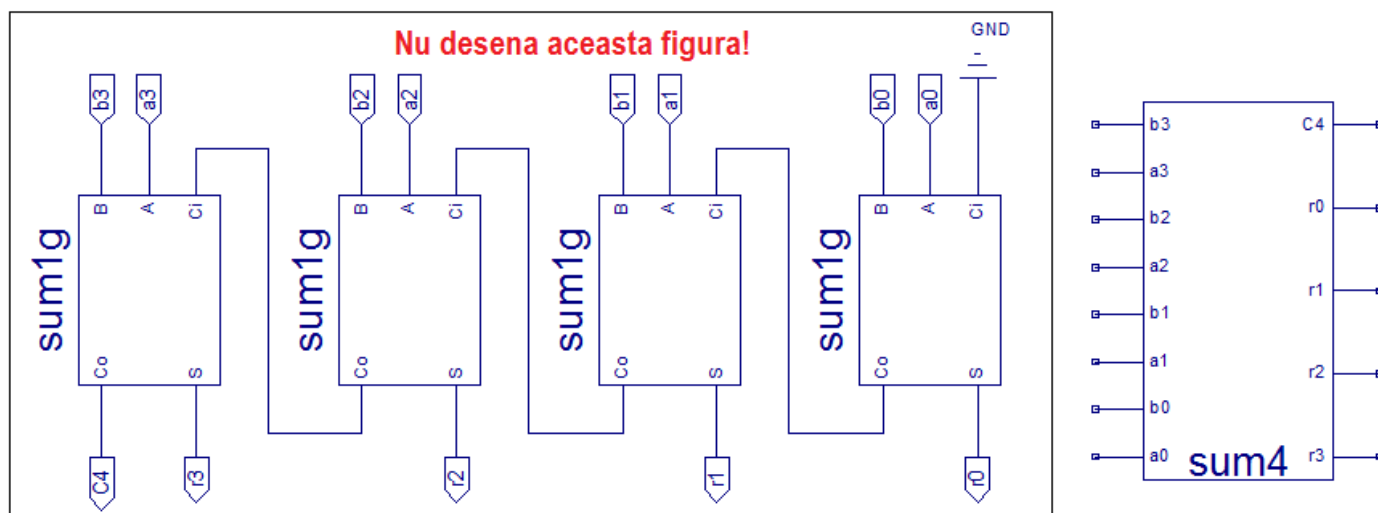 Nu desena aceasta figura!
GND
b3 a3 b2 a2 b1 a1 b0 a0
B A Ci B A Ci B A Ci B A Ci
sum1g sum1g sum1g sum1g
Co S Co S Co S Co S
C4 r3 r2 r1 r0
b3 C4
a3
b2 r0
a2
b1 r1
a1
b0 r2
a0 sum4 r3